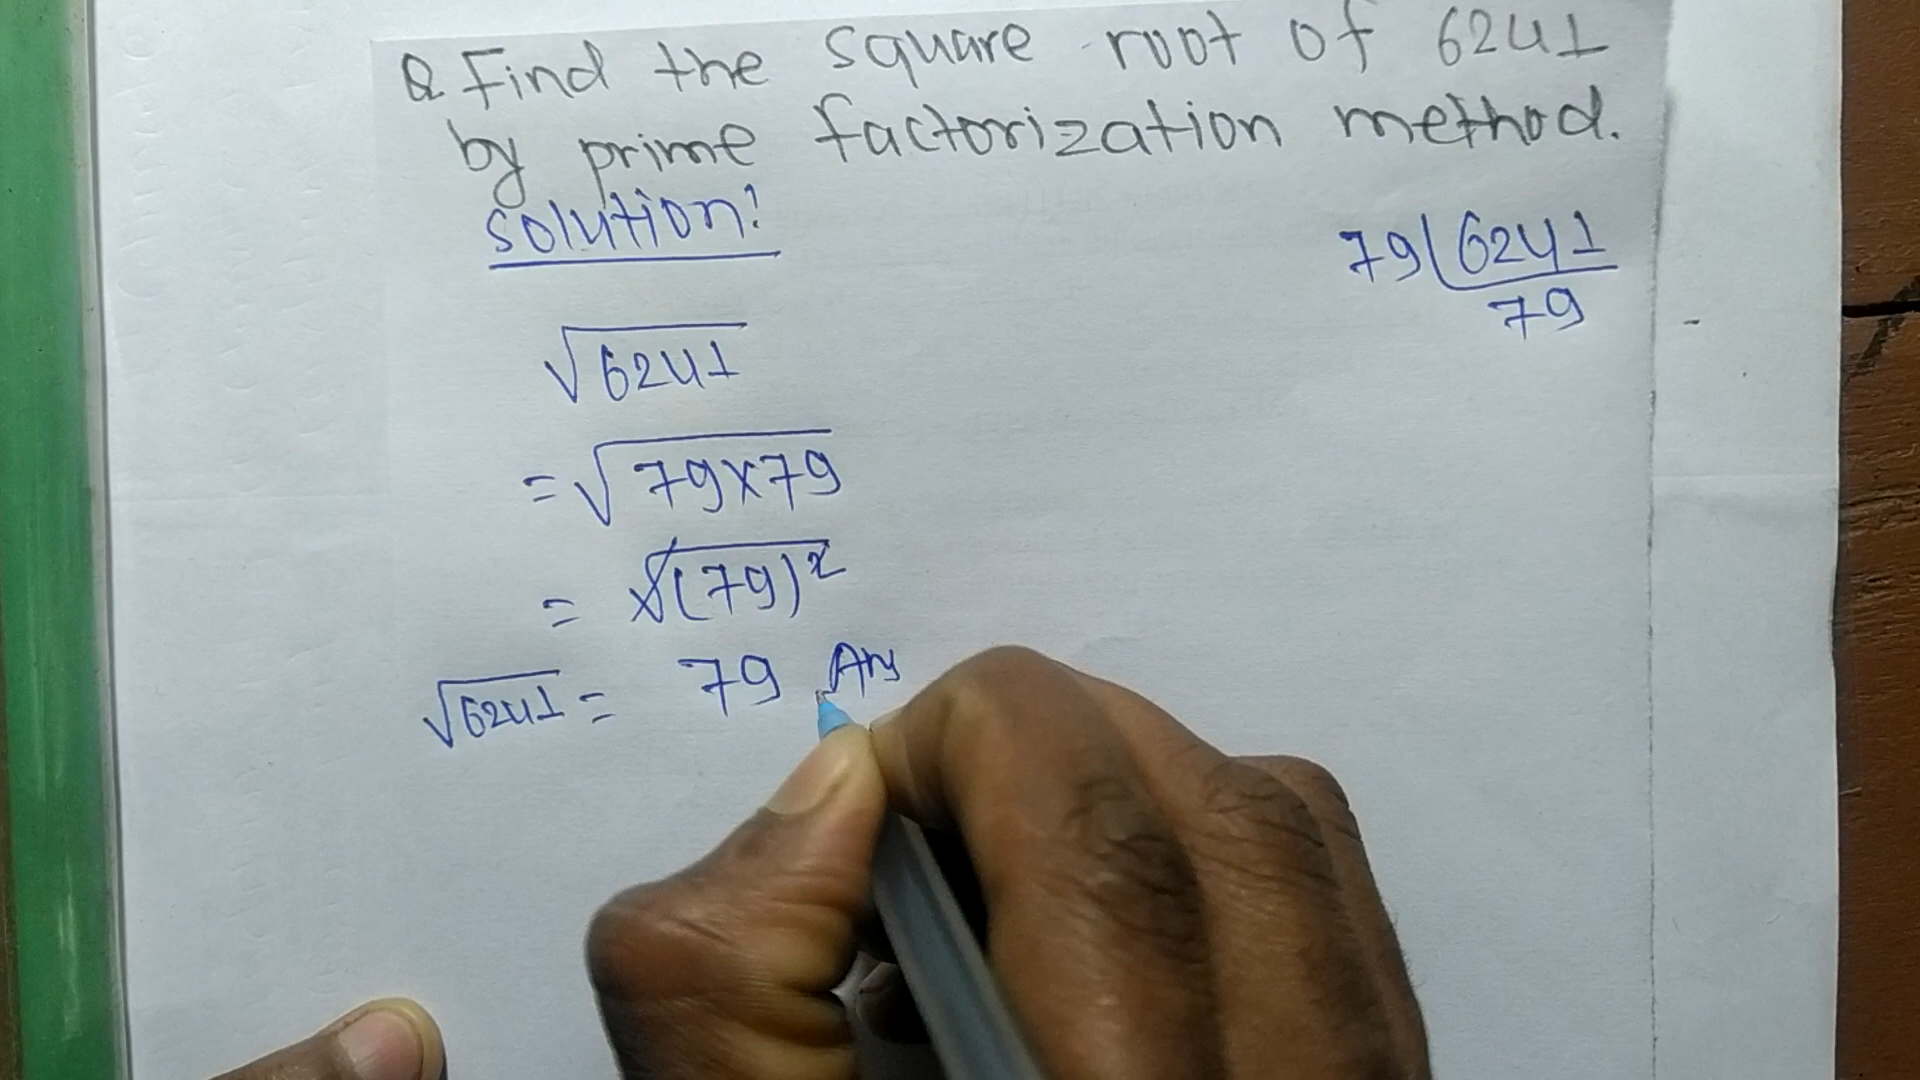 Q Find the square root of 6241
by prime factorization method.
solution:
79(6241
79
√6241
= √79×79
= √(79)²
√6241 = 79 Ans